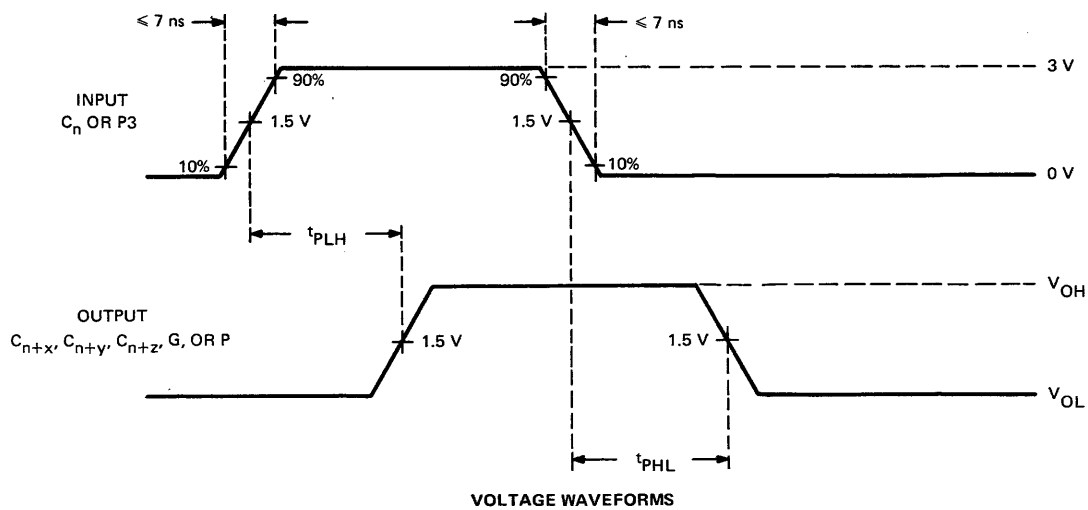 ≤ 7 ns
≤ 7 ns
90%
90%
3 V
INPUT
Cn OR P3
1.5 V
1.5 V
10%
10%
0 V
tPLH
VOH
OUTPUT
Cn+x, Cn+y, Cn+z, G, OR P
1.5 V
1.5 V
VOL
tPHL
VOLTAGE WAVEFORMS